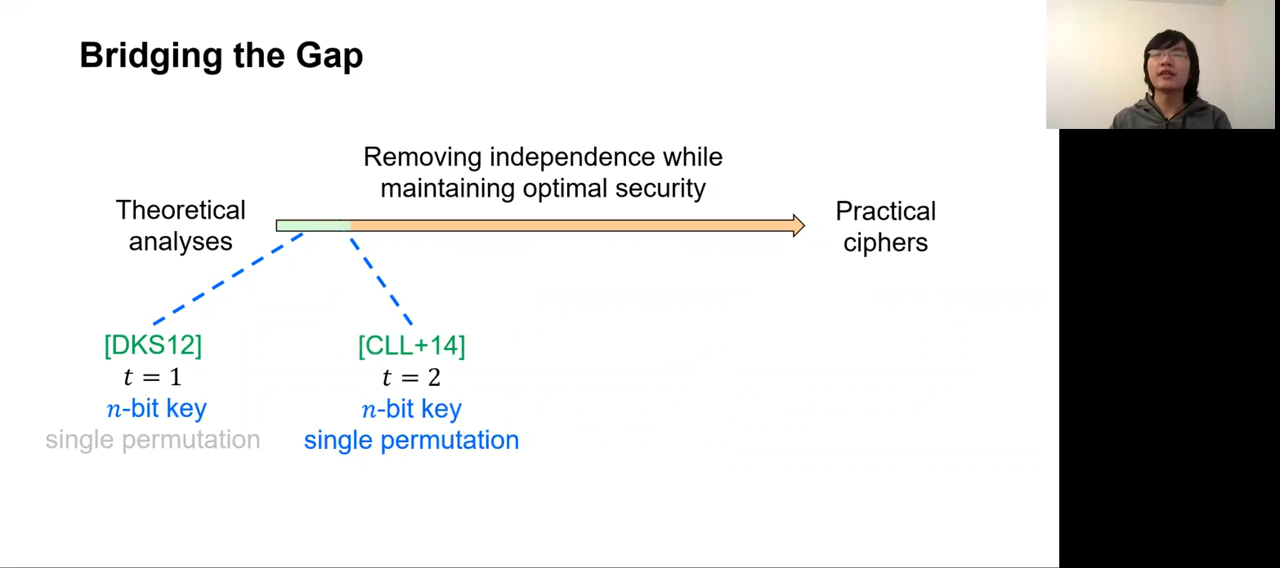 Bridging the Gap
Removing independence while
maintaining optimal security
Theoretical
analyses
Practical
ciphers
[DKS12]
t = 1
n-bit key
single permutation
[CLL+14]
t = 2
n-bit key
single permutation